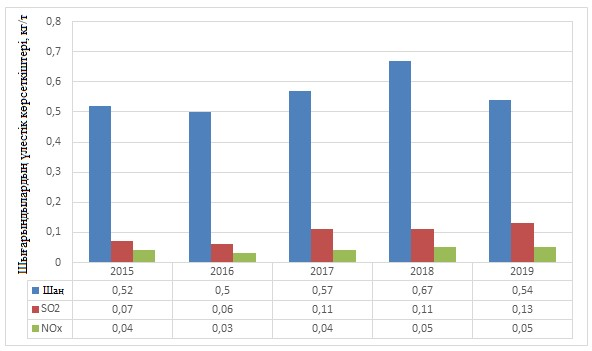 Шығарындылардың үлестік көрсеткіштері, кг/т
0,8
0,7
0,6
0,5
0,4
0,3
0,2
0,1
0
2015 2016 2017 2018 2019
Шаң 0,52 0,5 0,57 0,67 0,54
SO2 0,07 0,06 0,11 0,11 0,13
NOx 0,04 0,03 0,04 0,05 0,05